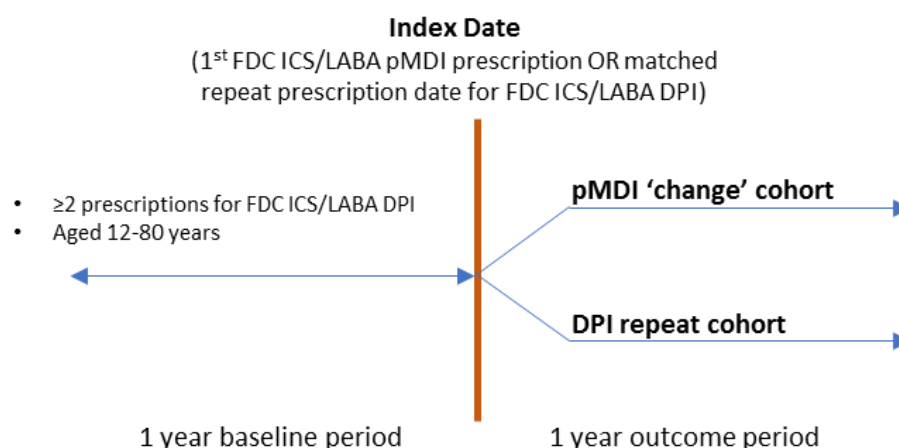 Index Date
(1st FDC ICS/LABA pMDI prescription OR matched
repeat prescription date for FDC ICS/LABA DPI)
• ≥2 prescriptions for FDC ICS/LABA DPI
• Aged 12-80 years
pMDI ‘change’ cohort
DPI repeat cohort
1 year baseline period
1 year outcome period